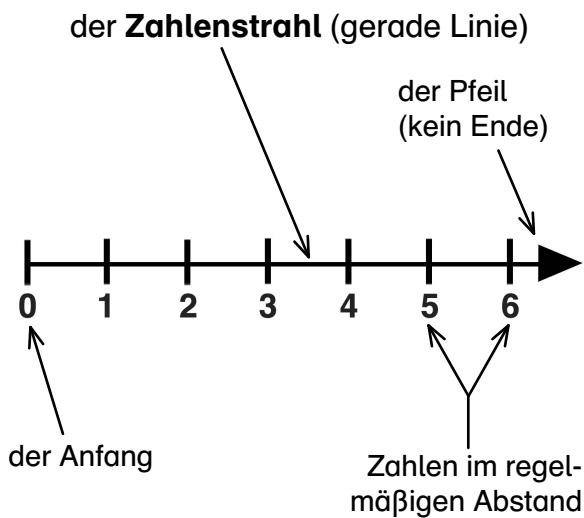 der Zahlenstrahl (gerade Linie)
der Pfeil
(kein Ende)
0 1 2 3 4 5 6
der Anfang
Zahlen im regel-
mäßigen Abstand